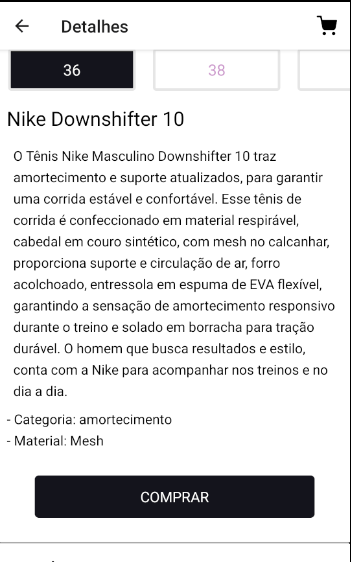 Detalhes
36 38
Nike Downshifter 10
O Tênis Nike Masculino Downshifter 10 traz
amortecimento e suporte atualizados, para garantir
uma corrida estável e confortável. Esse tênis de
corrida é confeccionado em material respirável,
cabedal em couro sintético, com mesh no calcanhar,
proporciona suporte e circulação de ar, forro
acolchoado, entressola em espuma de EVA flexível,
garantindo a sensação de amortecimento responsivo
durante o treino e solado em borracha para tração
durável. O homem que busca resultados e estilo,
conta com a Nike para acompanhar nos treinos e no
dia a dia.
- Categoria: amortecimento
- Material: Mesh
COMPRAR